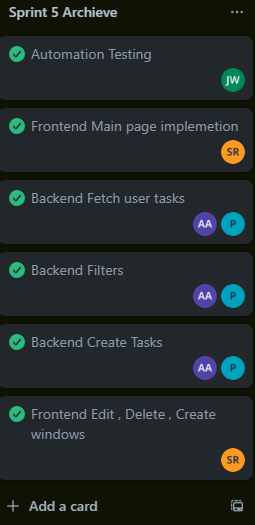 Sprint 5 Archieve
Automation Testing
JW
Frontend Main page implemetion
SR
Backend Fetch user tasks
AA P
Backend Filters
AA P
Backend Create Tasks
AA P
Frontend Edit , Delete , Create
windows
SR
Add a card